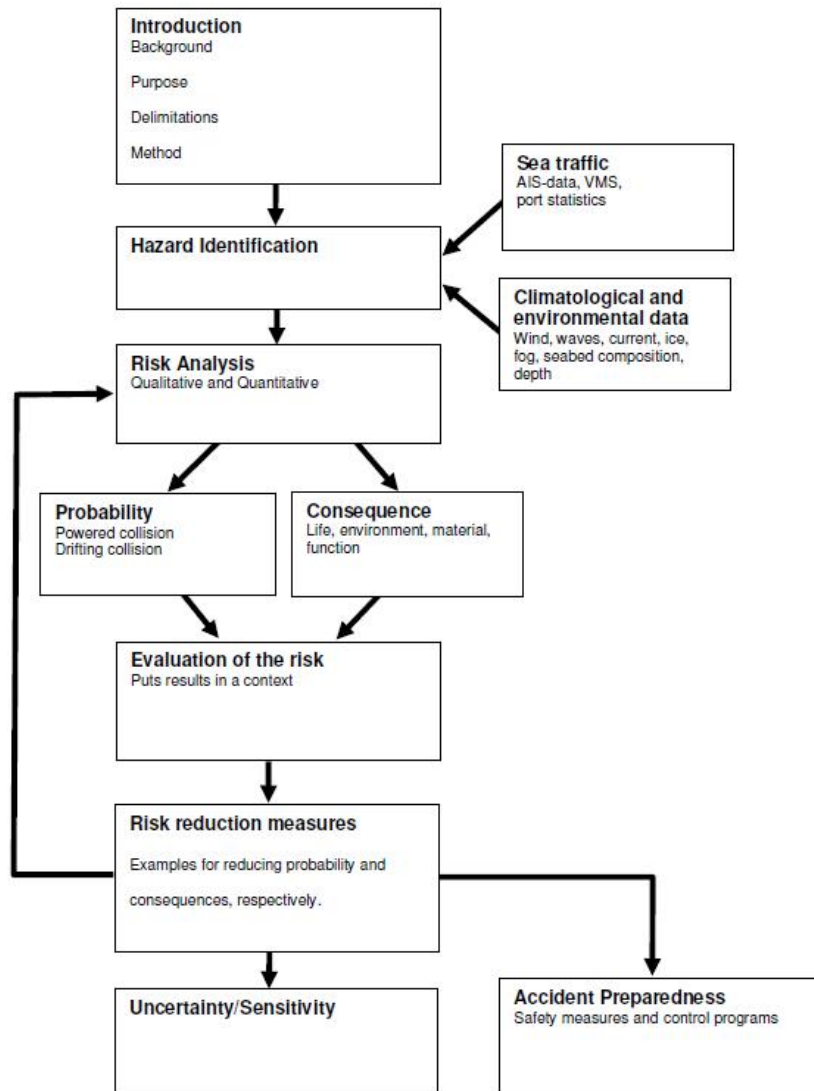 Introduction
Background
Purpose
Delimitations
Method
Sea traffic
AIS-data, VMS,
port statistics
Hazard Identification
Climatological and
environmental data
Wind, waves, current, ice,
fog, seabed composition,
depth
Risk Analysis
Qualitative and Quantitative
Probability
Powered collision
Drifting collision
Consequence
Life, environment, material,
function
Evaluation of the risk
Puts results in a context
Risk reduction measures
Examples for reducing probability and
consequences, respectively.
Uncertainty/Sensitivity
Accident Preparedness
Safety measures and control programs